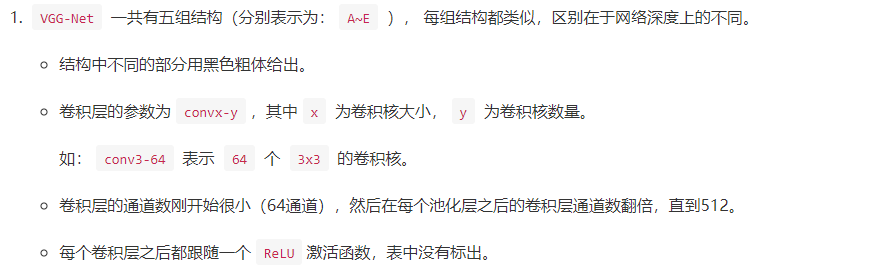 1. VGG-Net 一共有五组结构（分别表示为： A~E ）， 每组结构都类似，区别在于网络深度上的不同。
结构中不同的部分用黑色粗体给出。
卷积层的参数为 convx-y ，其中 x 为卷积核大小， y 为卷积核数量。
如： conv3-64 表示 64 个 3x3 的卷积核。
卷积层的通道数刚开始很小（64通道），然后在每个池化层之后的卷积层通道数翻倍，直到512。
每个卷积层之后都跟随一个 ReLU 激活函数，表中没有标出。